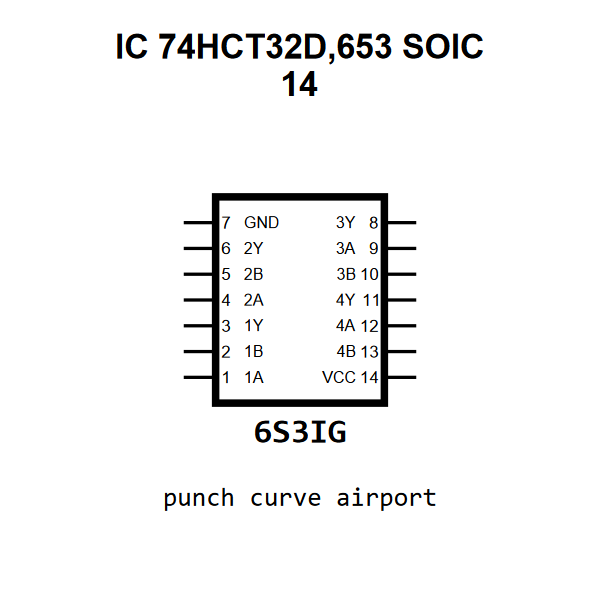 IC 74HCT32D,653 SOIC
14
7 GND 3Y 8
6 2Y 3A 9
5 2B 3B 10
4 2A 4Y 11
3 1Y 4A 12
2 1B 4B 13
1 1A VCC 14
6S3IG
punch curve airport